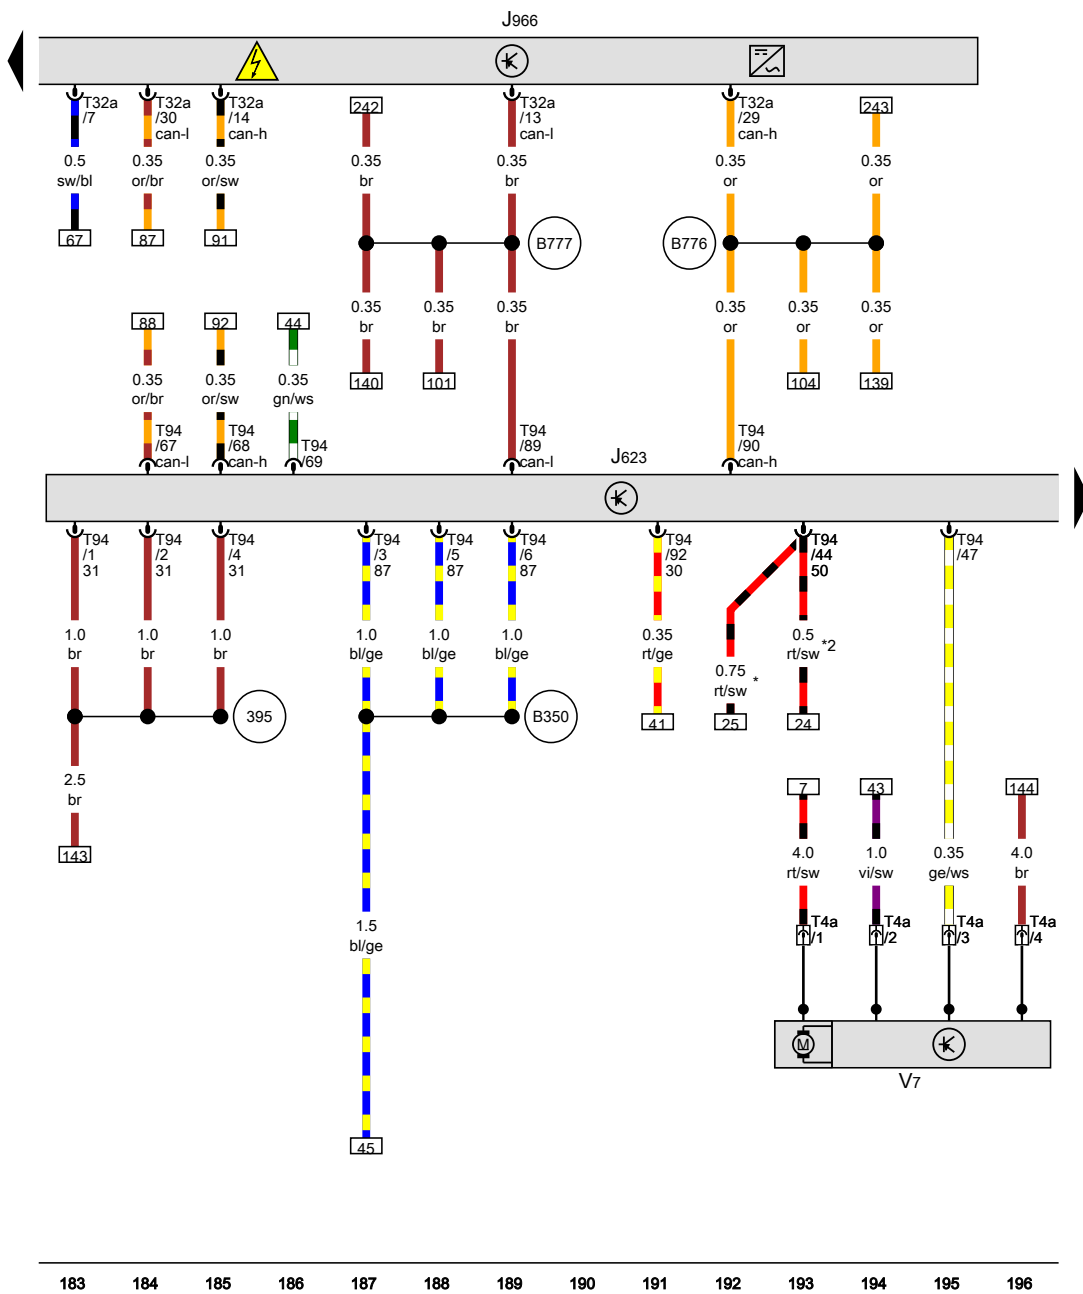 J966
T32a
/7
T32a
/30
can-l
T32a
/14
can-h
242
T32a
/13
can-l
T32a
/29
can-h
243
0.5
sw/bl
0.35
or/br
0.35
or/sw
0.35
br
0.35
br
0.35
or
0.35
or
67
87
91
B777
B776
88
92
44
0.35
br
0.35
br
0.35
br
0.35
or
0.35
or
0.35
or
0.35
or/br
0.35
or/sw
0.35
gn/ws
140
101
104
139
T94
/67
can-l
T94
/68
can-h
T94
/69
T94
/89
can-l
T94
/90
can-h
J623
T94
/1
31
T94
/2
31
T94
/4
31
T94
/3
87
T94
/5
87
T94
/6
87
T94
/92
30
T94
/44
50
T94
/47
1.0
br
1.0
br
1.0
br
1.0
bl/ge
1.0
bl/ge
1.0
bl/ge
0.35
rt/ge
0.75
rt/sw *
0.5
rt/sw *2
395
B350
41
25
24
2.5
br
143
7
43
144
4.0
rt/sw
1.0
vi/sw
0.35
ge/ws
4.0
br
1.5
bl/ge
T4a
/1
T4a
/2
T4a
/3
T4a
/4
M
V7
45
183 184 185 186 187 188 189 190 191 192 193 194 195 196